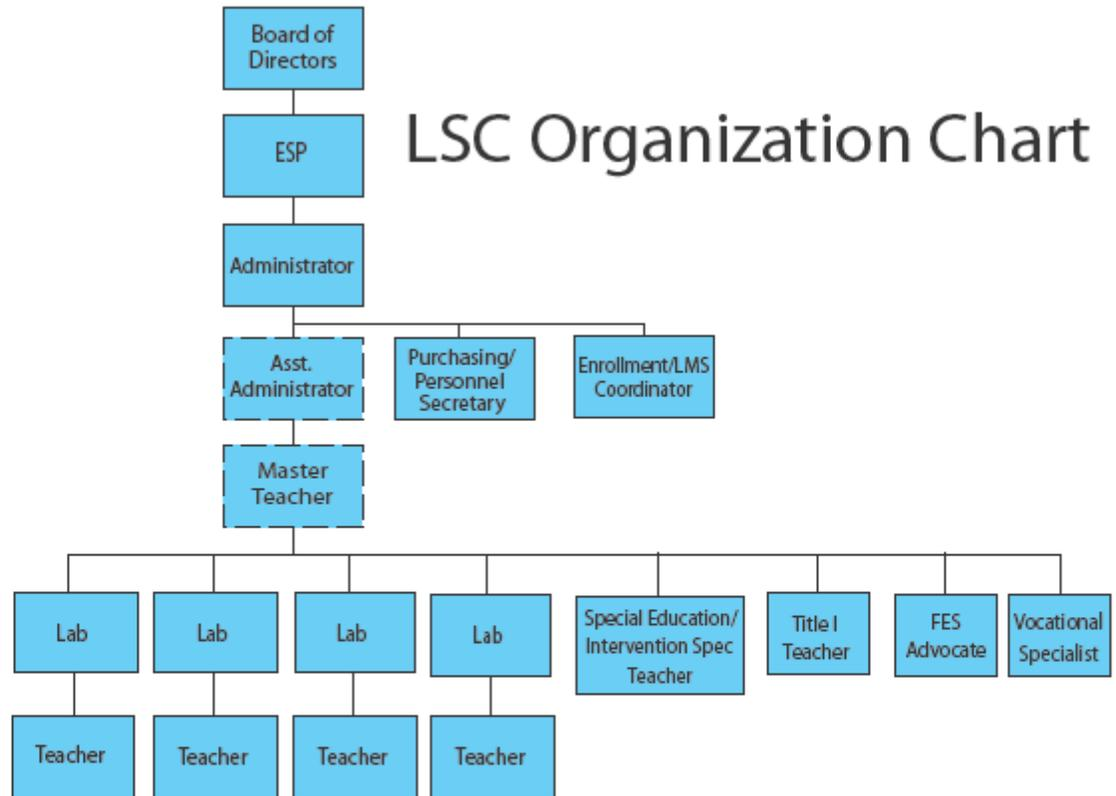 Board of
Directors
LSC Organization Chart
ESP
Administrator
Asst.
Administrator
Purchasing/
Personnel
Secretary
Enrollment/LMS
Coordinator
Master
Teacher
Lab
Lab
Lab
Lab
Special Education/
Intervention Spec
Teacher
Title I
Teacher
FES
Advocate
Vocational
Specialist
Teacher
Teacher
Teacher
Teacher